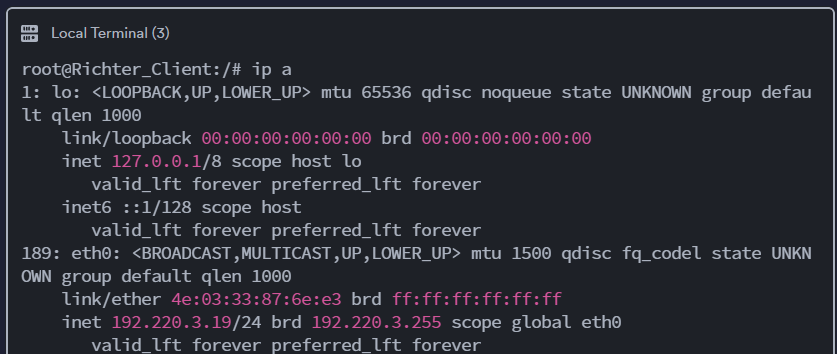 Local Terminal (3)
root@Richter_Client:/# ip a
1: lo: <LOOPBACK,UP,LOWER_UP> mtu 65536 qdisc noqueue state UNKNOWN group defau
lt qlen 1000
    link/loopback 00:00:00:00:00:00 brd 00:00:00:00:00:00
    inet 127.0.0.1/8 scope host lo
       valid_lft forever preferred_lft forever
    inet6 ::1/128 scope host
       valid_lft forever preferred_lft forever
189: eth0: <BROADCAST,MULTICAST,UP,LOWER_UP> mtu 1500 qdisc fq_codel state UNKN
OWN group default qlen 1000
    link/ether 4e:03:33:87:6e:e3 brd ff:ff:ff:ff:ff:ff
    inet 192.220.3.19/24 brd 192.220.3.255 scope global eth0
       valid_lft forever preferred_lft forever